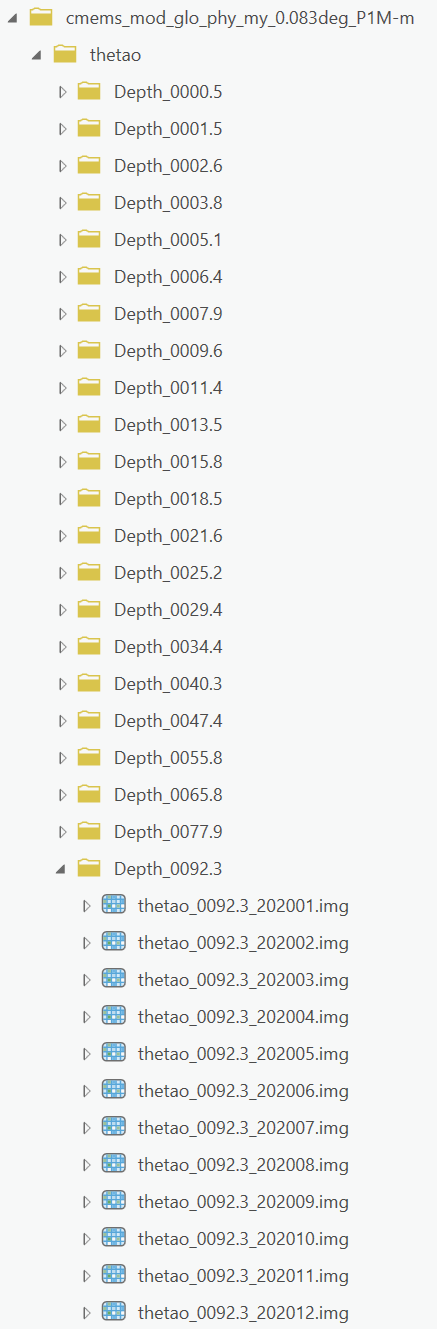 cmems_mod_glo_phy_my_0.083deg_P1M-m
thetao
Depth_0000.5
Depth_0001.5
Depth_0002.6
Depth_0003.8
Depth_0005.1
Depth_0006.4
Depth_0007.9
Depth_0009.6
Depth_0011.4
Depth_0013.5
Depth_0015.8
Depth_0018.5
Depth_0021.6
Depth_0025.2
Depth_0029.4
Depth_0034.4
Depth_0040.3
Depth_0047.4
Depth_0055.8
Depth_0065.8
Depth_0077.9
Depth_0092.3
thetao_0092.3_202001.img
thetao_0092.3_202002.img
thetao_0092.3_202003.img
thetao_0092.3_202004.img
thetao_0092.3_202005.img
thetao_0092.3_202006.img
thetao_0092.3_202007.img
thetao_0092.3_202008.img
thetao_0092.3_202009.img
thetao_0092.3_202010.img
thetao_0092.3_202011.img
thetao_0092.3_202012.img